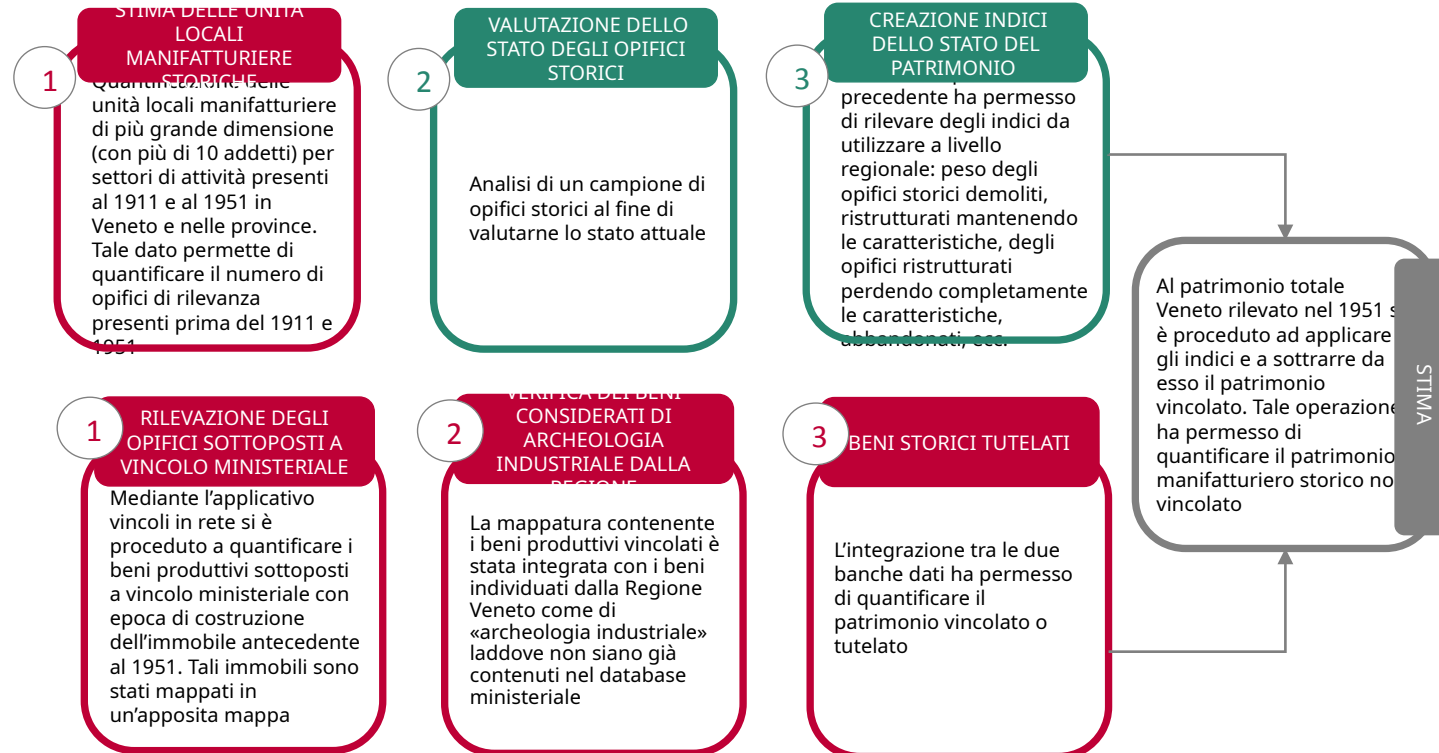 STIMA DELLE UNITÀ
LOCALI
MANIFATTURIERE
STORICHE
1
Quantificazione delle
unità locali manifatturiere
di più grande dimensione
(con più di 10 addetti) per
settori di attività presenti
al 1911 e al 1951 in
Veneto e nelle province.
Tale dato permette di
quantificare il numero di
opifici di rilevanza
presenti prima del 1911 e
1951
VALUTAZIONE DELLO
STATO DEGLI OPIFICI
STORICI
2
Analisi di un campione di
opifici storici al fine di
valutarne lo stato attuale
CREAZIONE INDICI
DELLO STATO DEL
PATRIMONIO
3
precedente ha permesso
di rilevare degli indici da
utilizzare a livello
regionale: peso degli
opifici storici demoliti,
ristrutturati mantenendo
le caratteristiche, degli
opifici ristrutturati
perdendo completamente
le caratteristiche,
abbandonati, ecc.
RILEVAZIONE DEGLI
OPIFICI SOTTOPOSTI A
VINCOLO MINISTERIALE
1
Mediante l’applicativo
vincoli in rete si è
proceduto a quantificare i
beni produttivi sottoposti
a vincolo ministeriale con
epoca di costruzione
dell’immobile antecedente
al 1951. Tali immobili sono
stati mappati in
un’apposita mappa
VERIFICA DEI BENI
CONSIDERATI DI
ARCHEOLOGIA
INDUSTRIALE DALLA
REGIONE
2
La mappatura contenente
i beni produttivi vincolati è
stata integrata con i beni
individuati dalla Regione
Veneto come di
«archeologia industriale»
laddove non siano già
contenuti nel database
ministeriale
3
BENI STORICI TUTELATI
L’integrazione tra le due
banche dati ha permesso
di quantificare il
patrimonio vincolato o
tutelato
Al patrimonio totale
Veneto rilevato nel 1951 s
è proceduto ad applicare
gli indici e a sottrarre da
esso il patrimonio
vincolato. Tale operazione
ha permesso di
quantificare il patrimonio
manifatturiero storico no
vincolato
STIMA